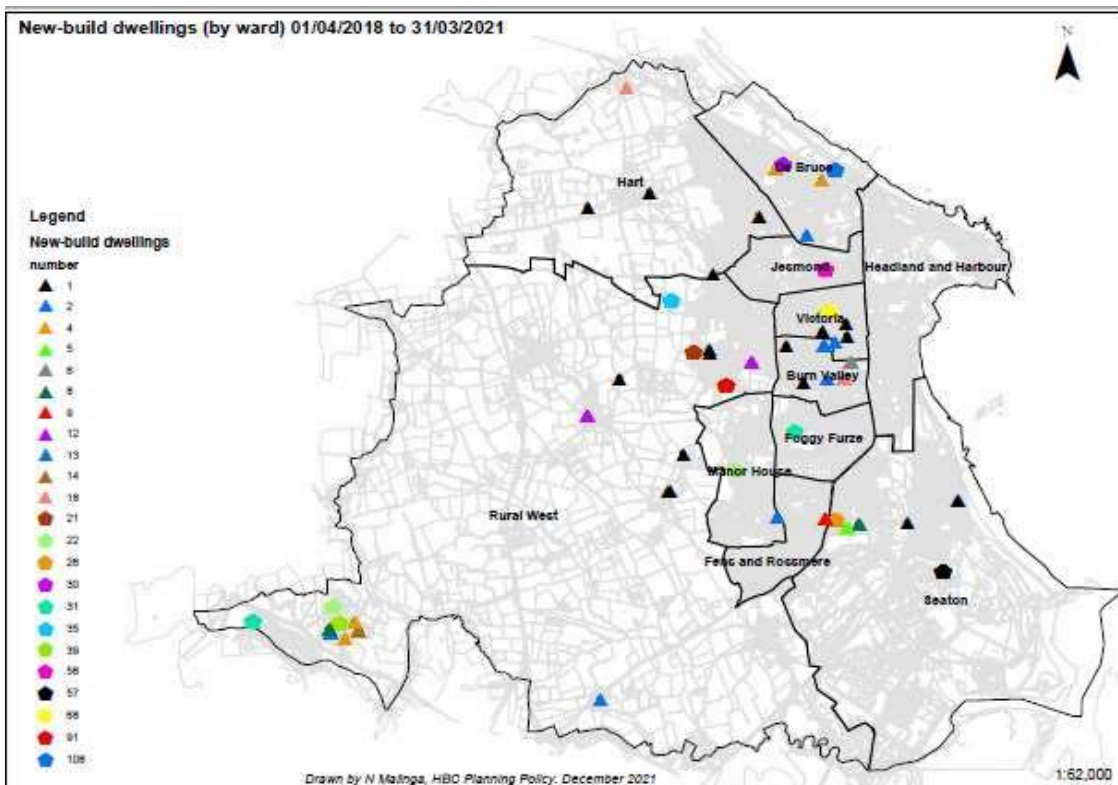 New-build dwellings (by ward) 01/04/2018 to 31/03/2021
N
De Bruce
Hart
Legend
New-build dwellings
number
1
2
4
5
6
8
9
12
13
14
18
21
22
28
30
31
35
39
56
57
58
91
108
Jesmond
Headland and Harbour
Victoria
Burn Valley
Foggy Furze
Manor House
Rural West
Fens and Rossmere
Seaton
Drawn by N Malinga, HBC Planning Policy. December 2021
1:62,000